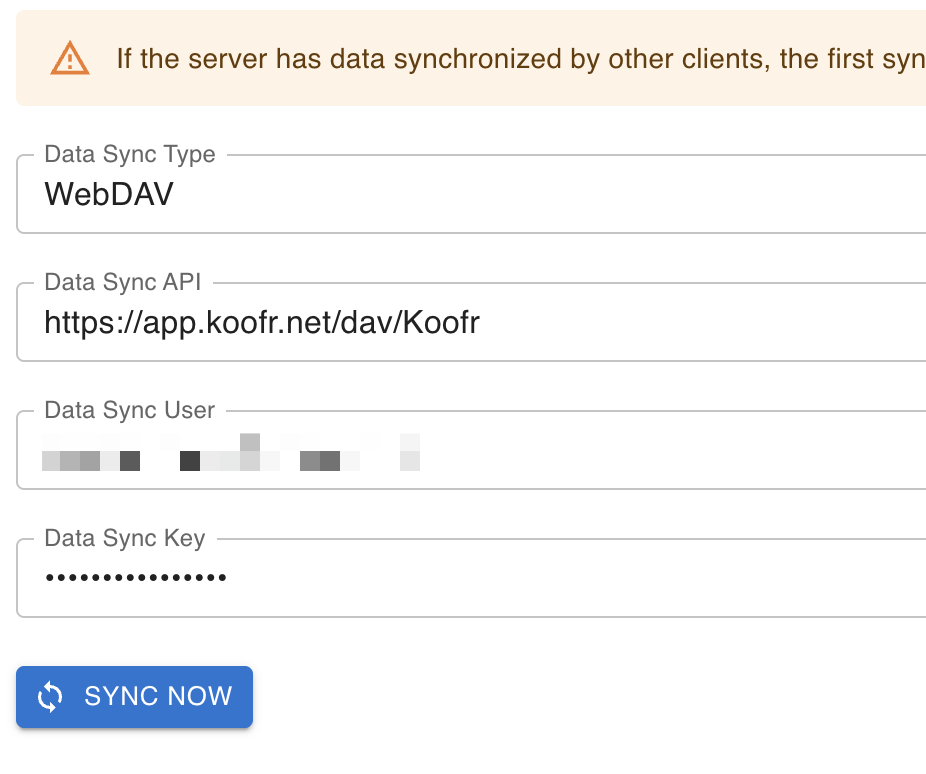 If the server has data synchronized by other clients, the first syn
Data Sync Type
WebDAV
Data Sync API
https://app.koofr.net/dav/Koofr
Data Sync User
Data Sync Key
••••••••••••••••
SYNC NOW